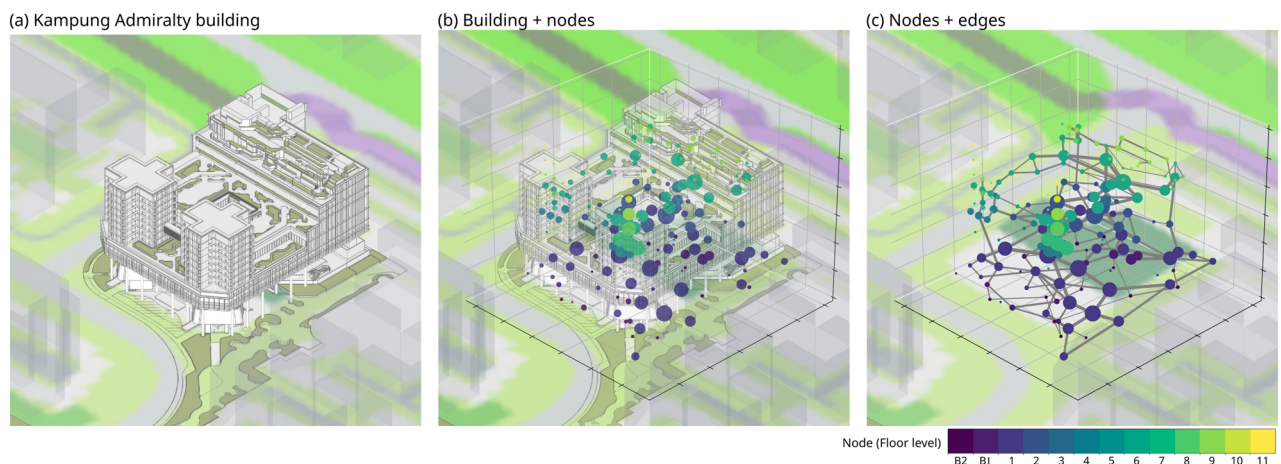 (a) Kampung Admiralty building
(b) Building + nodes
(c) Nodes + edges
Node (Floor level)
B2 B1 1 2 3 4 5 6 7 8 9 10 11